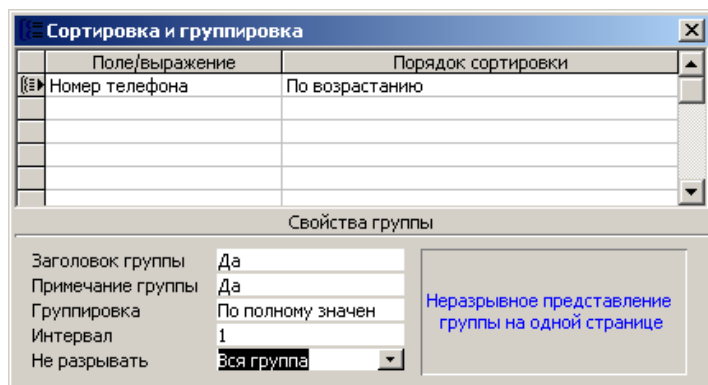 Сортировка и группировка
Поле/выражение Порядок сортировки
Номер телефона По возрастанию
Свойства группы
Заголовок группы Да
Примечание группы Да
Группировка По полному значен
Интервал 1
Не разрывать Вся группа
Неразрывное представление
группы на одной странице